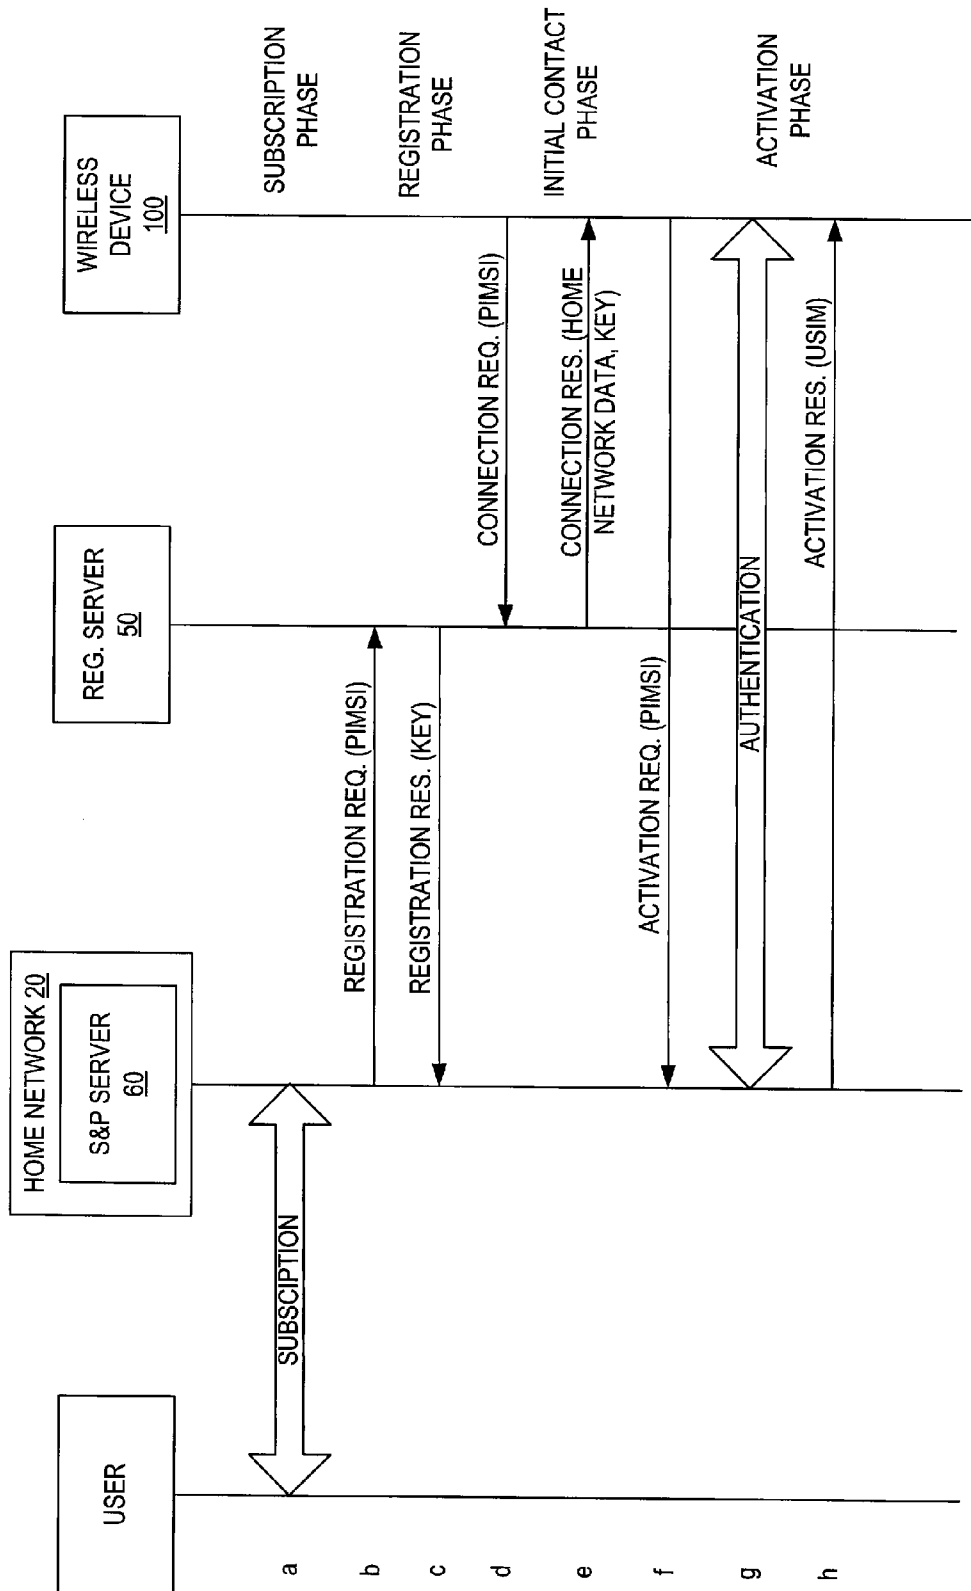 USER
HOME NETWORK 20
S&P SERVER
60
REG. SERVER
50
WIRELESS
DEVICE
100
a
SUBSCIPTION
SUBSCRIPTION
PHASE
b
REGISTRATION REQ. (PIMSI)
REGISTRATION
PHASE
c
REGISTRATION RES. (KEY)
d
CONNECTION REQ. (PIMSI)
e
CONNECTION RES. (HOME
NETWORK DATA, KEY)
INITIAL CONTACT
PHASE
f
ACTIVATION REQ. (PIMSI)
g
AUTHENTICATION
ACTIVATION
PHASE
h
ACTIVATION RES. (USIM)